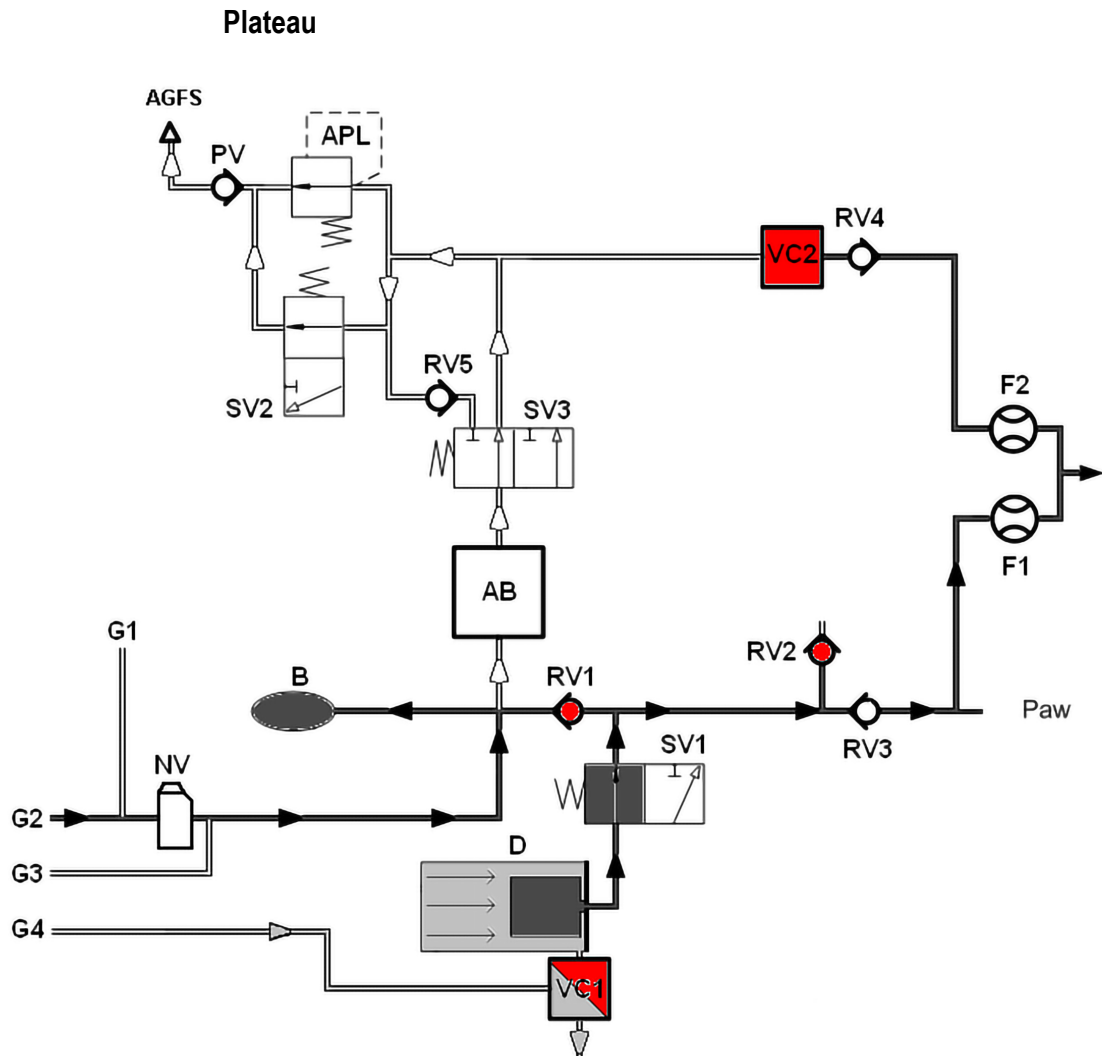 Plateau
AGFS
APL
PV
RV4
VC2
RV5
F2
SV2
SV3
F1
AB
G1
B
RV1
RV2
Paw
RV3
NV
SV1
G2
D
G3
G4
VC1